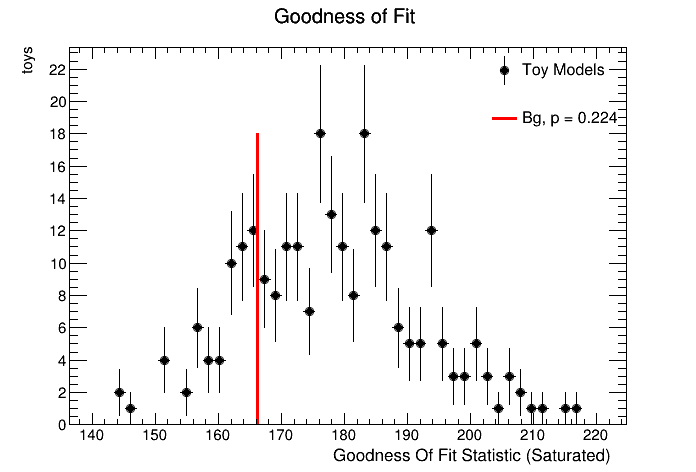 Goodness of Fit
toys
Toy Models
Bg, p = 0.224
22
20
18
16
14
12
10
8
6
4
2
0
140 150 160 170 180 190 200 210 220
Goodness Of Fit Statistic (Saturated)